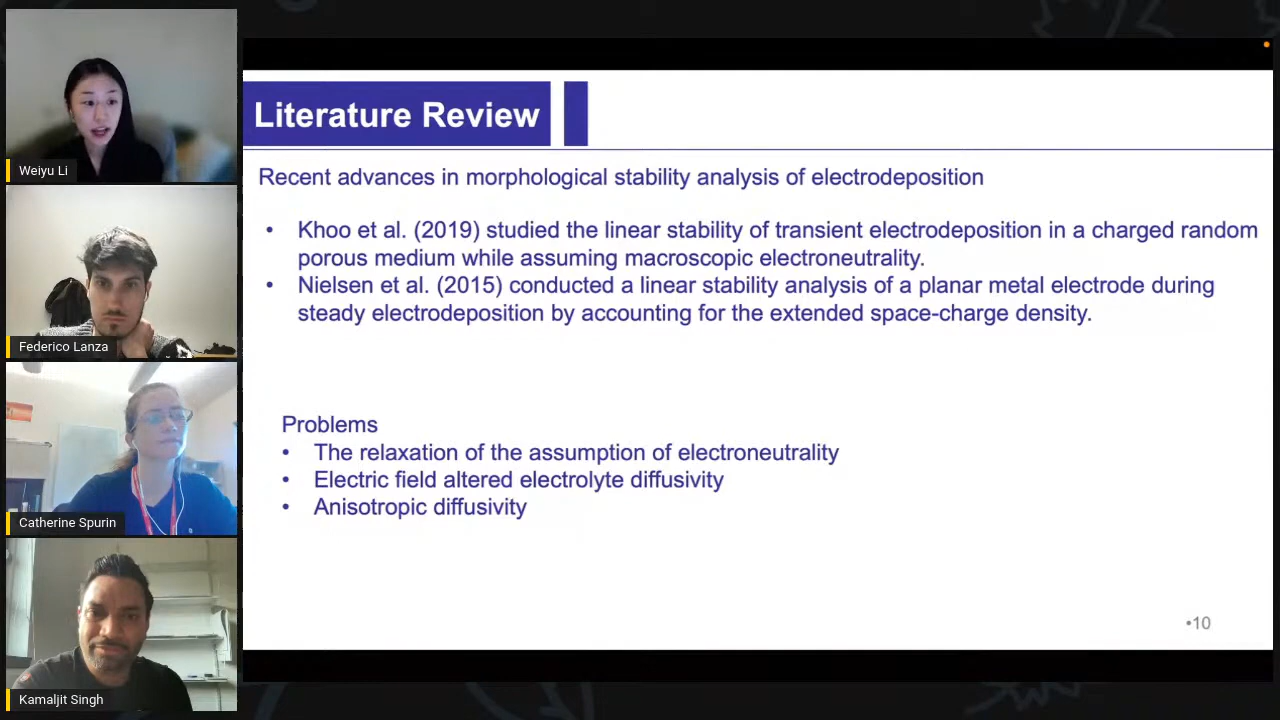 Weiyu Li
Federico Lanza
Catherine Spurin
Kamaljit Singh
Literature Review
Recent advances in morphological stability analysis of electrodeposition
• Khoo et al. (2019) studied the linear stability of transient electrodeposition in a charged random
porous medium while assuming macroscopic electroneutrality.
• Nielsen et al. (2015) conducted a linear stability analysis of a planar metal electrode during
steady electrodeposition by accounting for the extended space-charge density.
Problems
• The relaxation of the assumption of electroneutrality
• Electric field altered electrolyte diffusivity
• Anisotropic diffusivity
•10